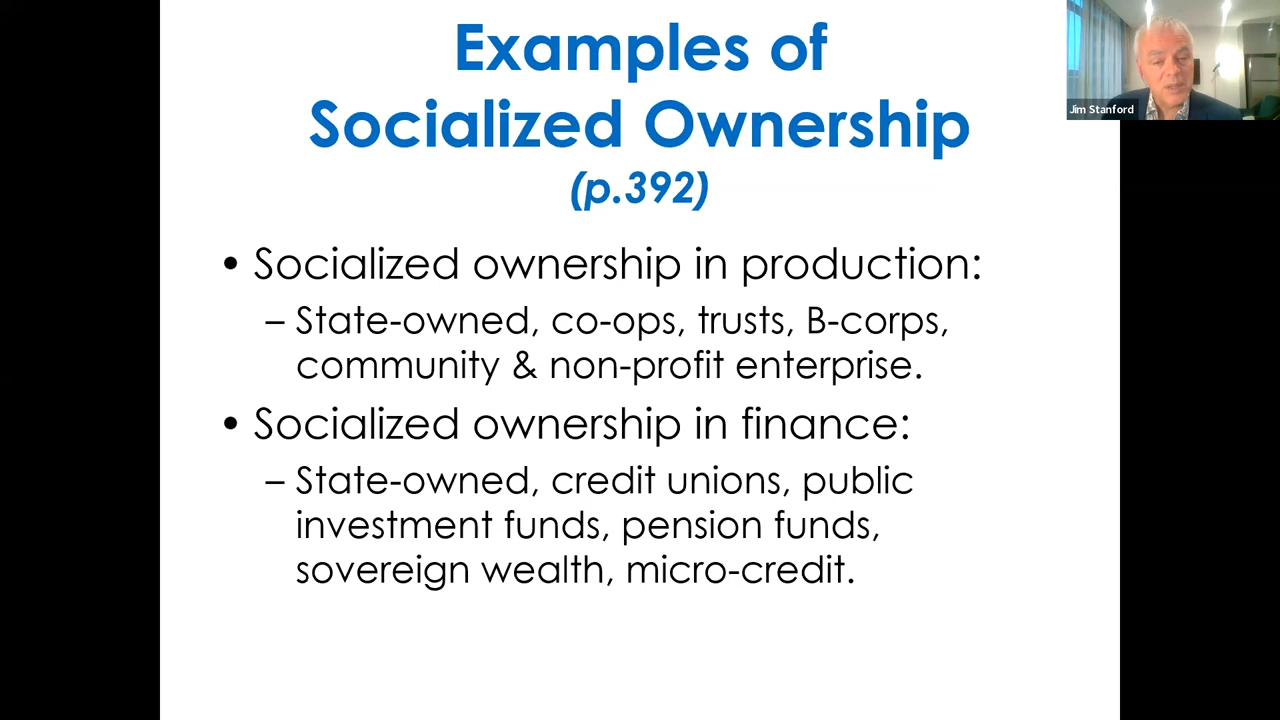 Examples of
Socialized Ownership
(p.392)
• Socialized ownership in production:
– State-owned, co-ops, trusts, B-corps,
community & non-profit enterprise.
• Socialized ownership in finance:
– State-owned, credit unions, public
investment funds, pension funds,
sovereign wealth, micro-credit.
Jim Stanford